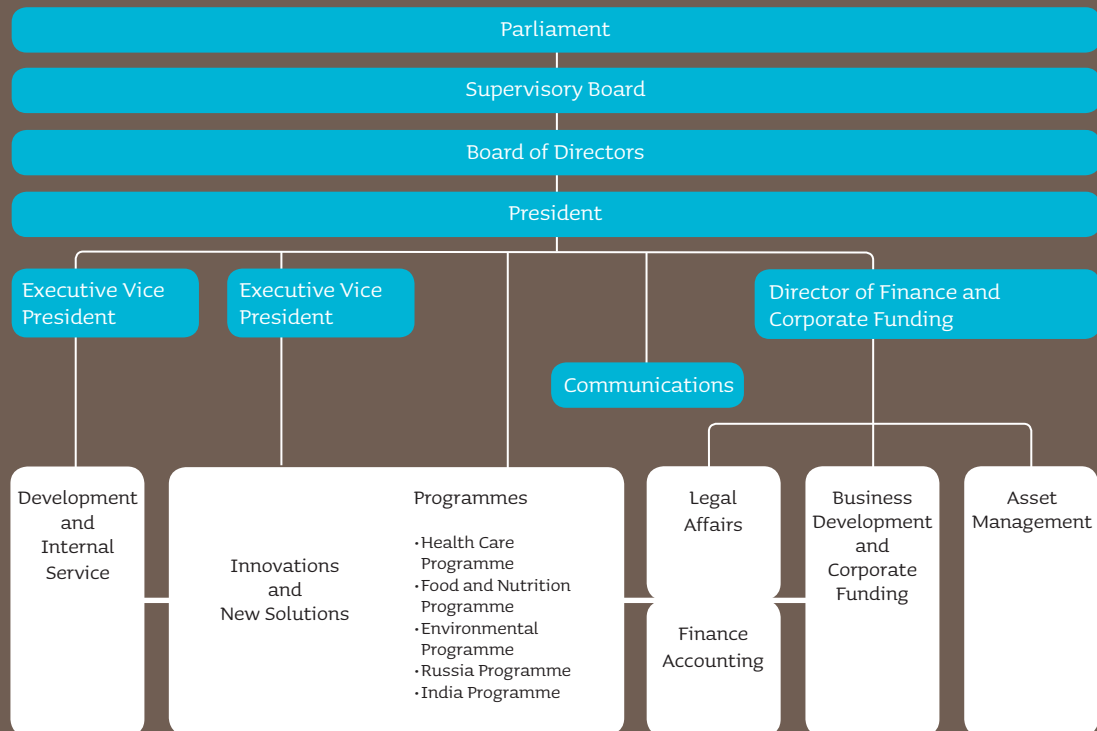 Parliament
Supervisory Board
Board of Directors
President
Executive Vice
President
Executive Vice
President
Director of Finance and
Corporate Funding
Communications
Development
and
Internal
Service
Innovations
and
New Solutions
Programmes
·Health Care
Programme
·Food and Nutrition
Programme
·Environmental
Programme
·Russia Programme
·India Programme
Legal
Affairs
Finance
Accounting
Business
Development
and
Corporate
Funding
Asset
Management